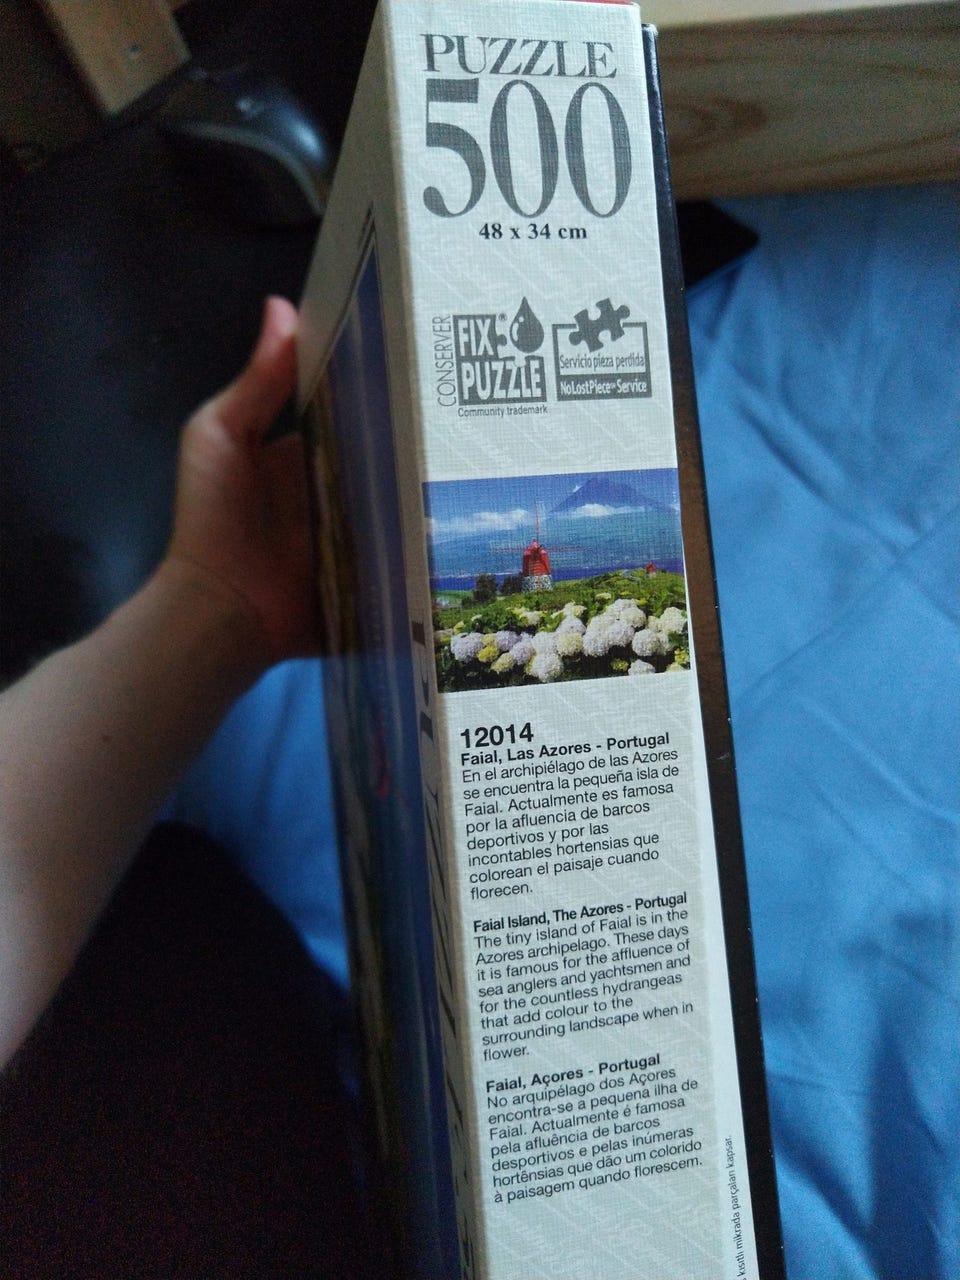 PUZZLE
500
48 x 34 cm
CONSERVER
FIX®
PUZZLE
Community trademark
Servicio pieza perdida
NoLostPiece℠ Service
12014
Faial, Las Azores - Portugal
En el archipiélago de las Azores
se encuentra la pequeña isla de
Faial. Actualmente es famosa
por la afluencia de barcos
deportivos y por las
incontables hortensias que
colorean el paisaje cuando
florecen.
Faial Island, The Azores - Portugal
The tiny island of Faial is in the
Azores archipelago. These days
it is famous for the affluence of
sea anglers and yachtsmen and
for the countless hydrangeas
that add colour to the
surrounding landscape when in
flower.
Faial, Açores - Portugal
No arquipélago dos Açores
encontra-se a pequena ilha de
Faial. Actualmente é famosa
pela afluência de barcos
desportivos e pelas inúmeras
hortênsias que dão um colorido
à paisagem quando florescem.
kısıtlı mikrada parçaları kapsar.